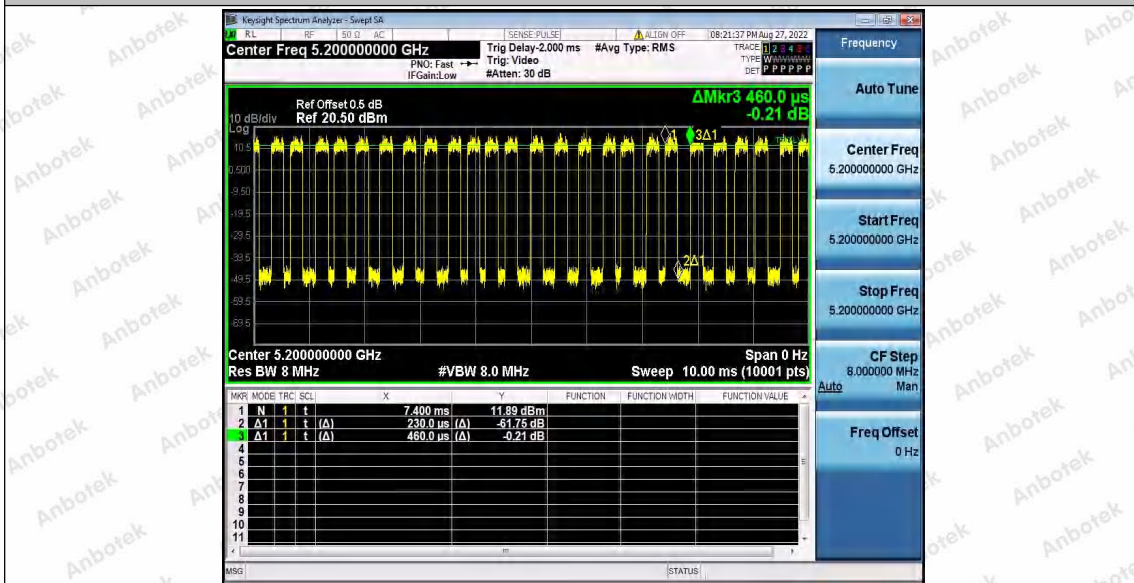 Keysight Spectrum Analyzer - Swept SA
RL RF 50 Ω AC SENSE:PULSE ALIGN OFF 08:21:37 PM Aug 27, 2022
Center Freq 5.200000000 GHz
PNO: Fast
IFGain:Low
Trig Delay-2.000 ms
Trig: Video
#Atten: 30 dB
#Avg Type: RMS
TRACE 1 2 3 4 5 6
TYPE W
DET P P P P P P
Frequency
Auto Tune
Center Freq
5.200000000 GHz
Start Freq
5.200000000 GHz
Stop Freq
5.200000000 GHz
CF Step
8.000000 MHz
Auto Man
Freq Offset
0 Hz
Ref Offset 0.5 dB
Ref 20.50 dBm
10 dB/div
Log
ΔMkr3 460.0 µs
-0.21 dB
10.5
0.500
-9.50
-19.5
-29.5
-39.5
-49.5
-59.5
-69.5
1
3Δ1
2Δ1
Center 5.200000000 GHz Span 0 Hz
Res BW 8 MHz #VBW 8.0 MHz Sweep 10.00 ms (10001 pts)
MKR MODE TRC SCL X Y FUNCTION FUNCTION WIDTH FUNCTION VALUE
1 N 1 t 7.400 ms 11.89 dBm
2 Δ1 1 t (Δ) 230.0 µs (Δ) -61.75 dB
3 Δ1 1 t (Δ) 460.0 µs (Δ) -0.21 dB
4
5
6
7
8
9
10
11
MSG STATUS
Anbotek